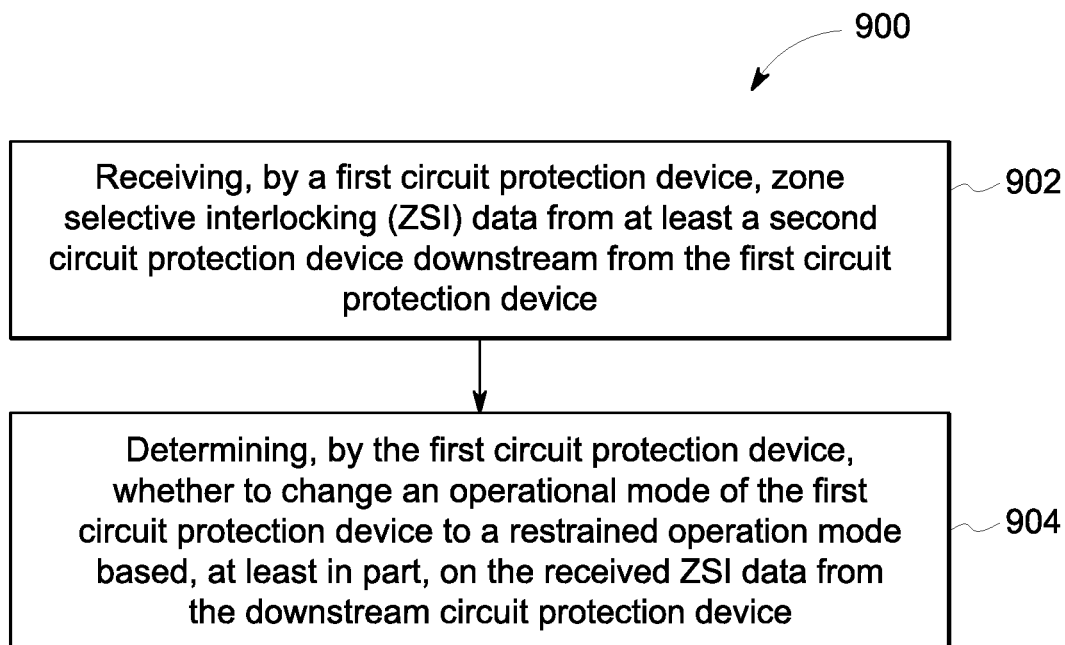 900
Receiving, by a first circuit protection device, zone
selective interlocking (ZSI) data from at least a second
circuit protection device downstream from the first circuit
protection device
902
Determining, by the first circuit protection device,
whether to change an operational mode of the first
circuit protection device to a restrained operation mode
based, at least in part, on the received ZSI data from
the downstream circuit protection device
904